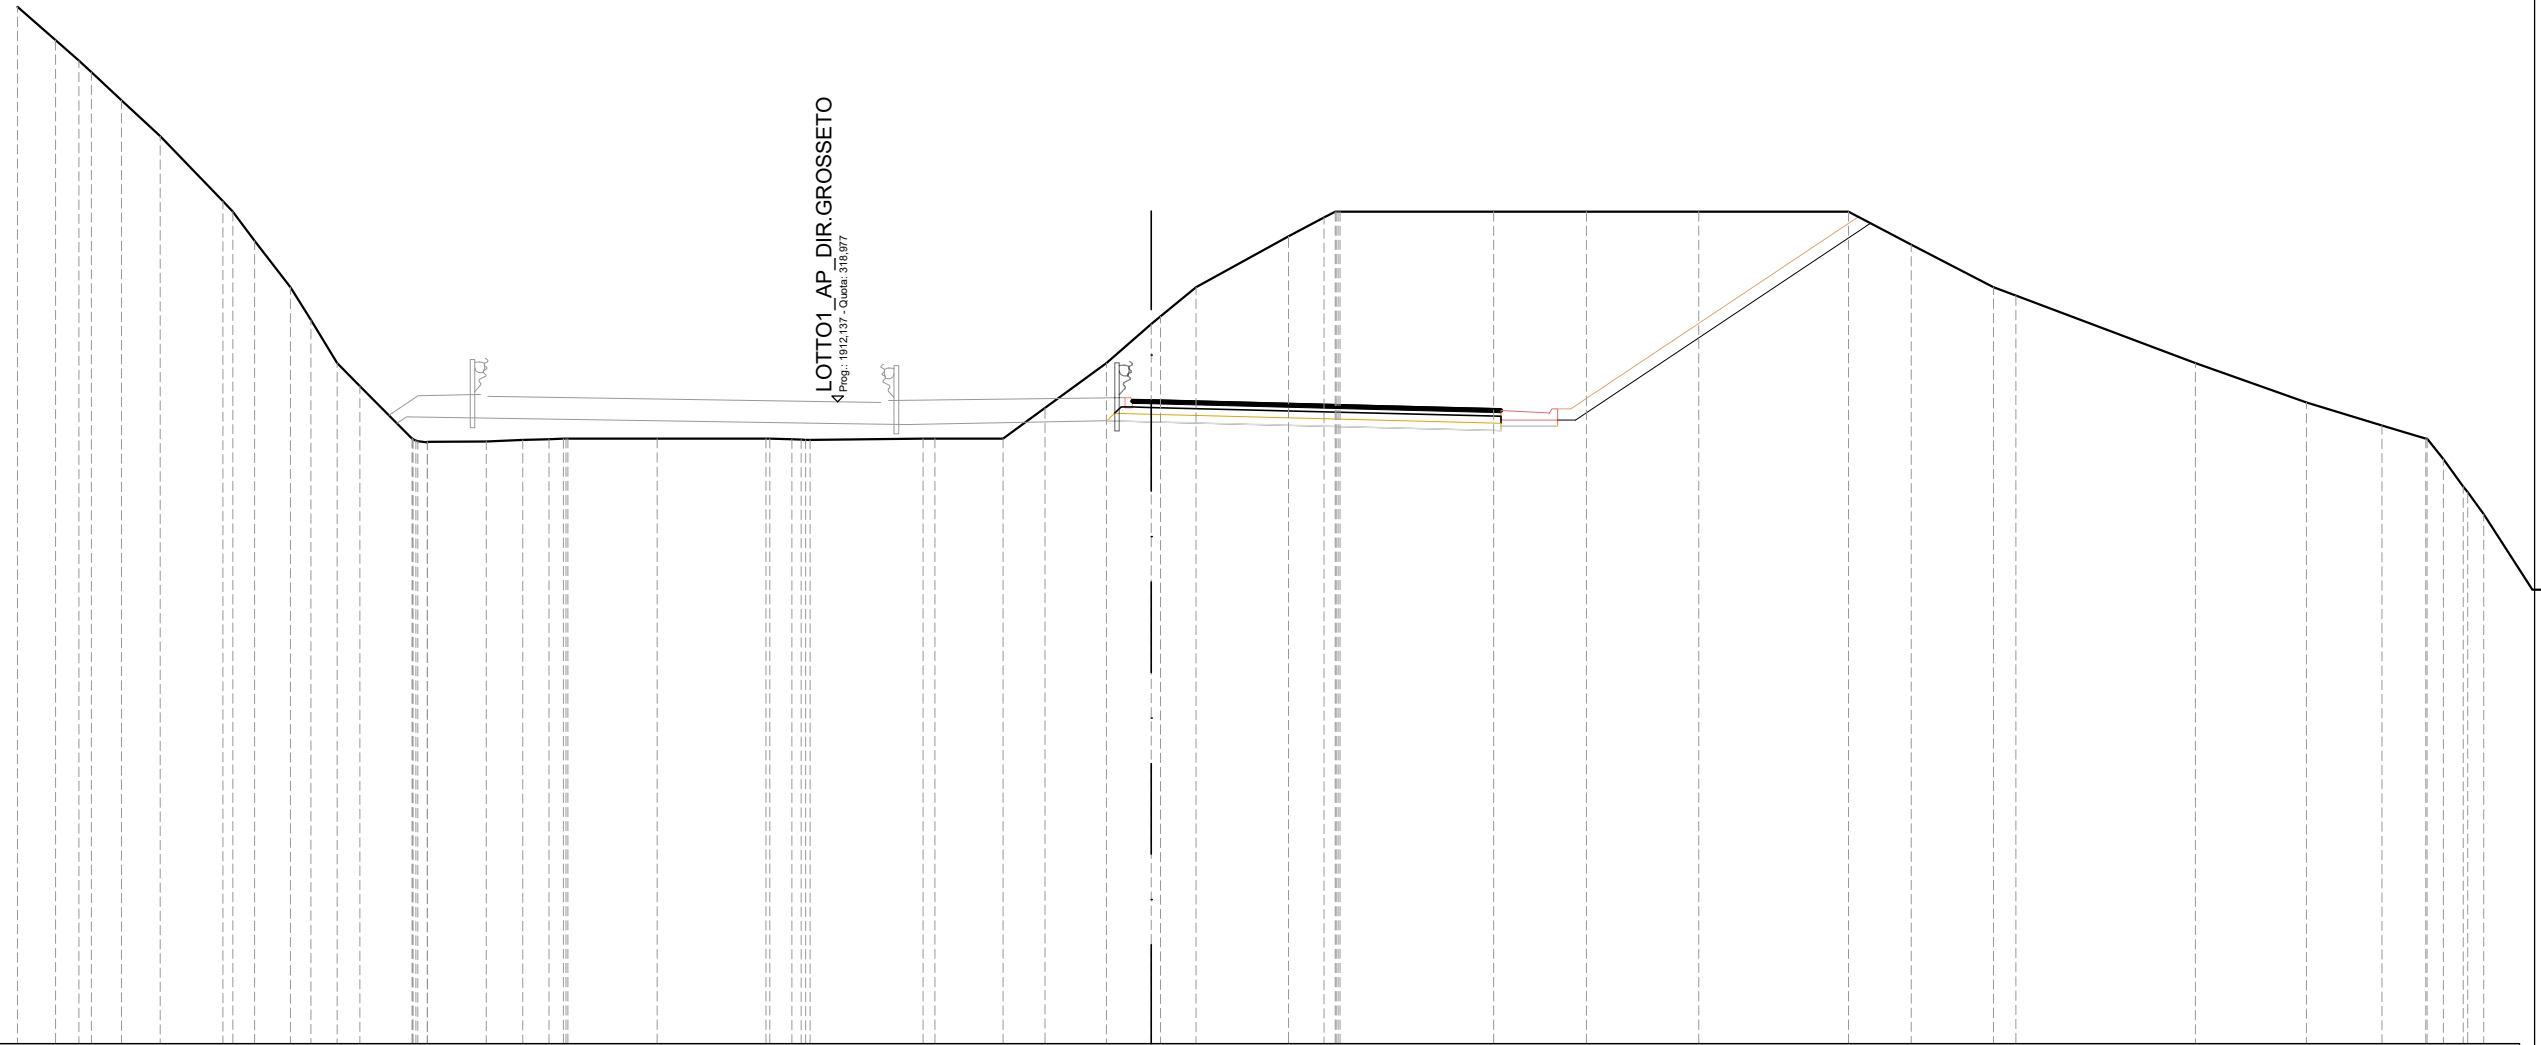 LOTTO1_AP_DIR.GROSSETO
Prog.: 1912,137 - Quota: 318,977